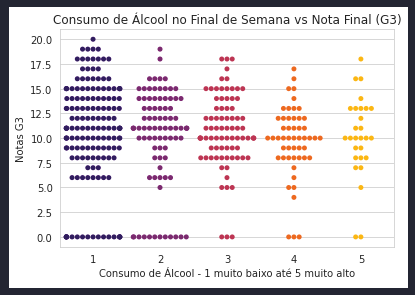 Consumo de Álcool no Final de Semana vs Nota Final (G3)
20.0
17.5
15.0
12.5
10.0
7.5
5.0
2.5
0.0
Notas G3
1 2 3 4 5
Consumo de Álcool - 1 muito baixo até 5 muito alto